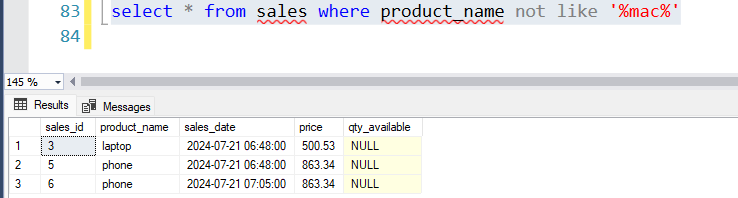 83 select * from sales where product_name not like '%mac%'
84
145 %
Results Messages
sales_id product_name sales_date price qty_available
1 3 laptop 2024-07-21 06:48:00 500.53 NULL
2 5 phone 2024-07-21 06:48:00 863.34 NULL
3 6 phone 2024-07-21 07:05:00 863.34 NULL